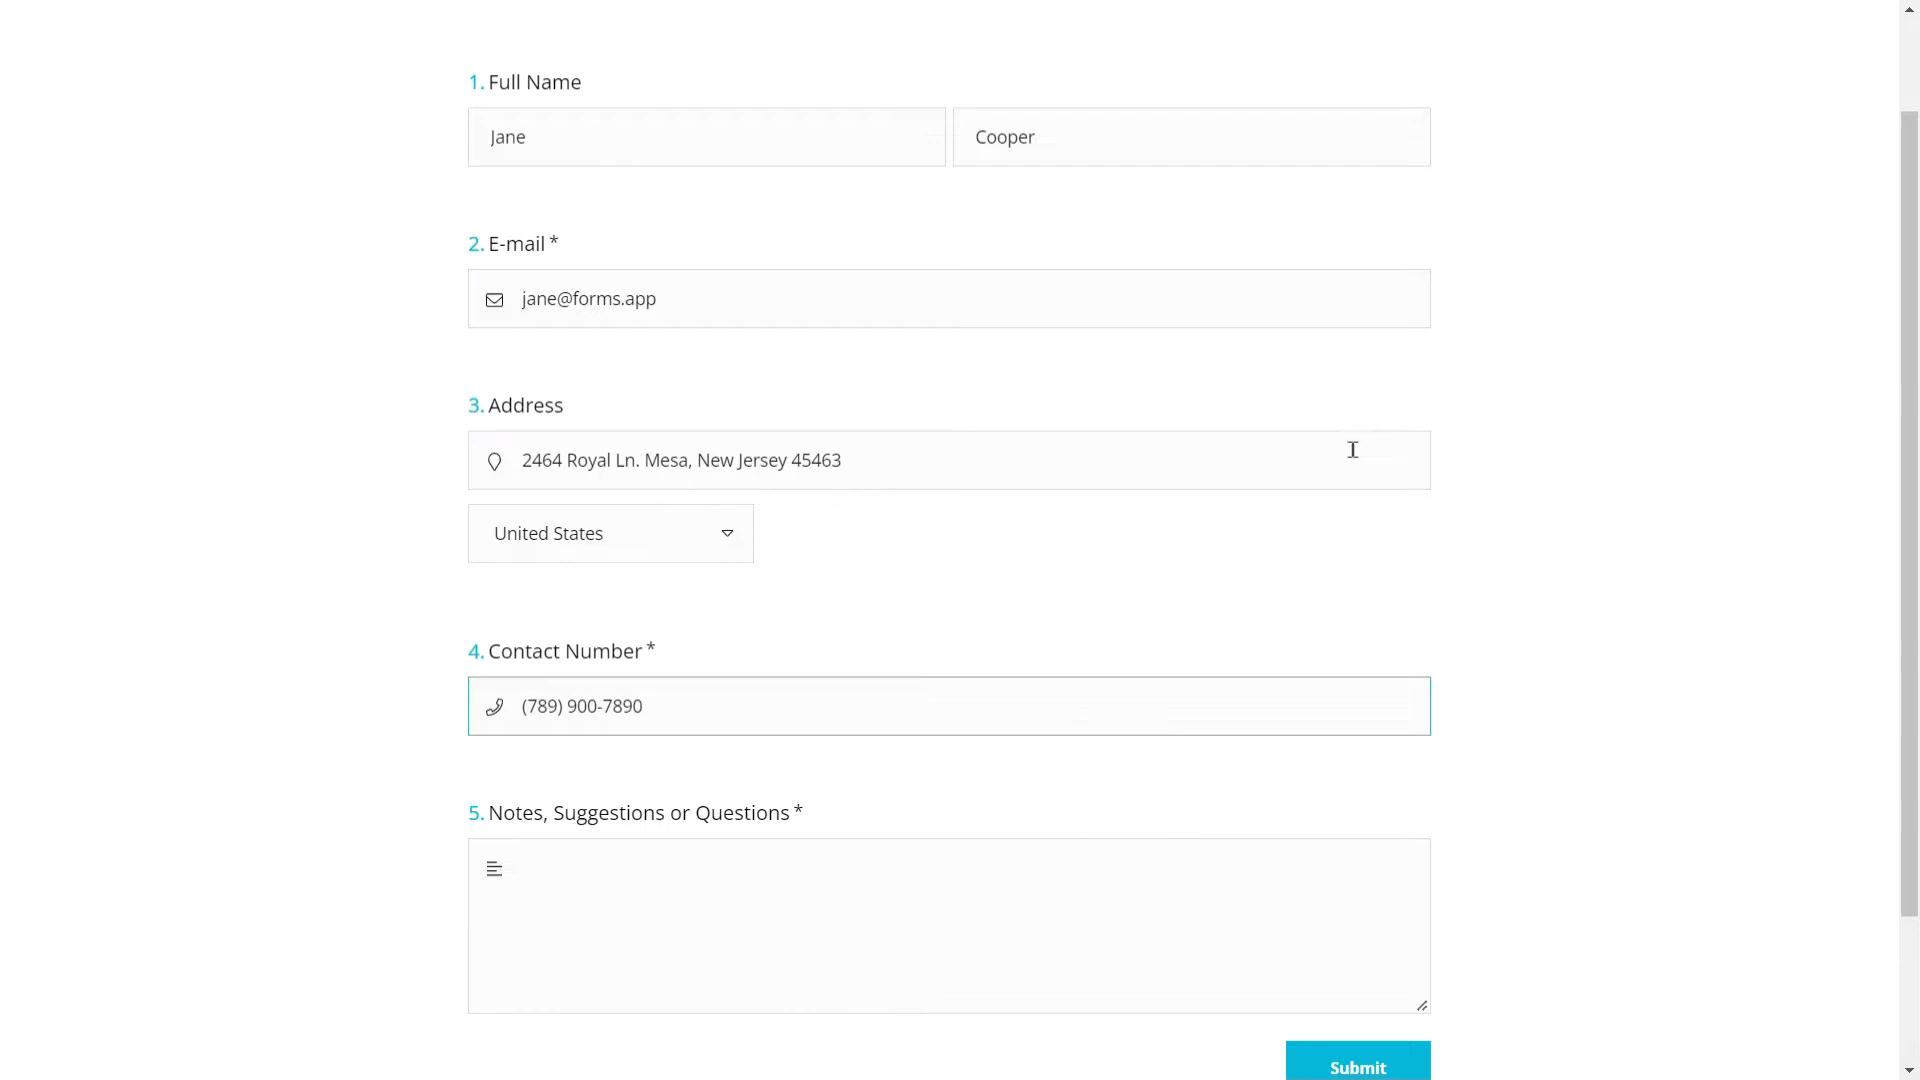 1. Full Name
Jane
Cooper
2. E-mail *
jane@forms.app
3. Address
2464 Royal Ln. Mesa, New Jersey 45463
United States
4. Contact Number *
(789) 900-7890
5. Notes, Suggestions or Questions *
Submit